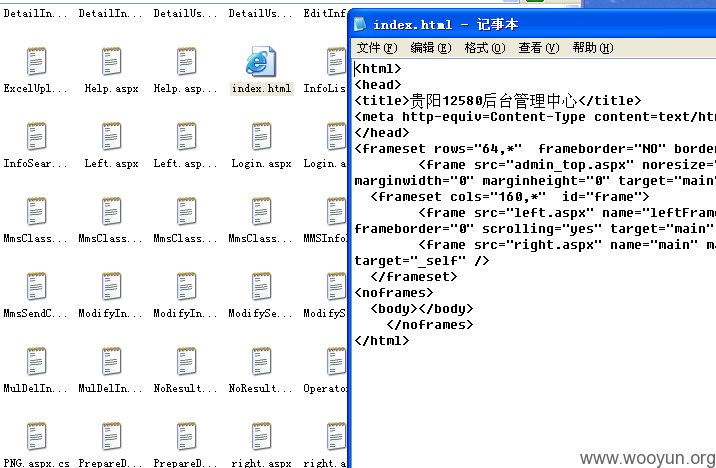 DetailIn...
DetailIn...
DetailUs...
DetailUs...
EditInf
ExcelUpl...
Help.aspx
Help.asp...
index.html
InfoLis
InfoSear...
Left.aspx
Left.asp...
Login.aspx
Login.a
MmsClass...
MmsClass...
MmsClass...
MmsClass...
MMSInfo
MmsSendC...
ModifyIn...
ModifyIn...
ModifySe...
ModifyS
MulDelIn...
MulDelIn...
NoResult...
NoResult...
Operato
PNG.aspx.cs
PrepareD...
PrepareD...
right.aspx
right.a
index.html - 记事本
文件(F) 编辑(E) 格式(O) 查看(V) 帮助(H)
<html>
<head>
<title>贵阳12580后台管理中心</title>
<meta http-equiv=Content-Type content=text/ht
</head>
<frameset rows="64,*" frameborder="NO" border
<frame src="admin_top.aspx" noresize="
marginwidth="0" marginheight="0" target="main"
<frameset cols="160,*" id="frame">
<frame src="left.aspx" name="leftFram
frameborder="0" scrolling="yes" target="main"
<frame src="right.aspx" name="main" ma
target="_self" />
</frameset>
<noframes>
<body></body>
</noframes>
</html>
www.wooyun.org